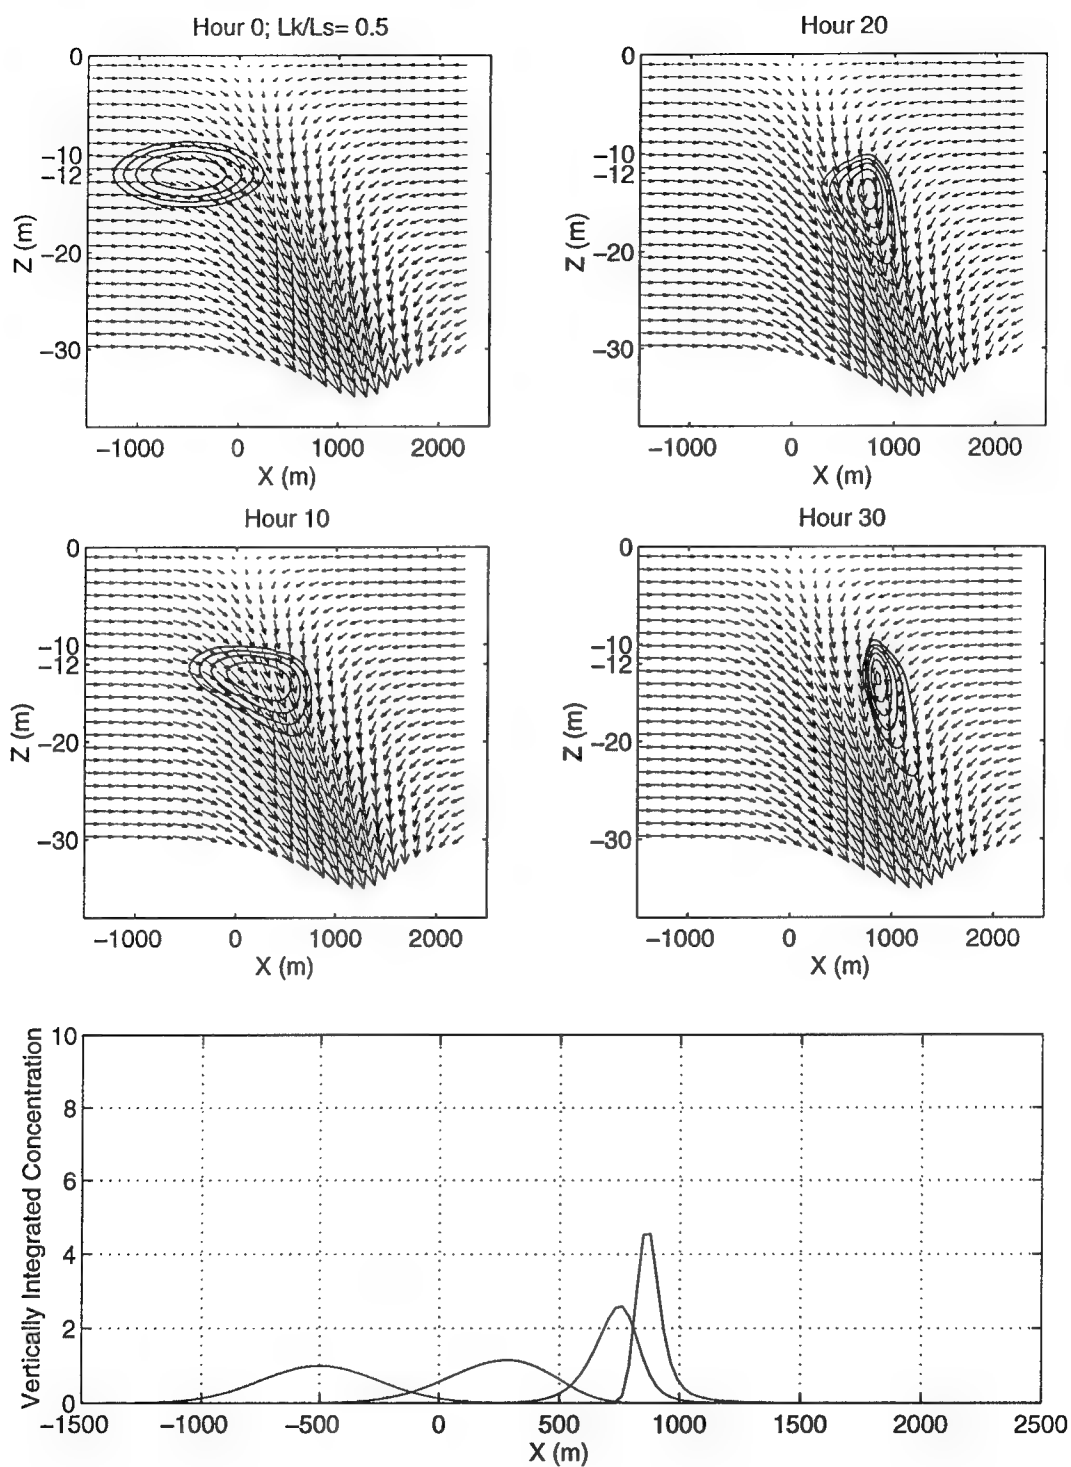 Hour 0; Lk/Ls= 0.5
0
−10
−12
−20
−30
Z (m)
−1000 0 1000 2000
X (m)
Hour 20
0
−10
−12
−20
−30
Z (m)
−1000 0 1000 2000
X (m)
Hour 10
0
−10
−12
−20
−30
Z (m)
−1000 0 1000 2000
X (m)
Hour 30
0
−10
−12
−20
−30
Z (m)
−1000 0 1000 2000
X (m)
Vertically Integrated Concentration
10
8
6
4
2
0
−1500 −1000 −500 0 500 1000 1500 2000 2500
X (m)